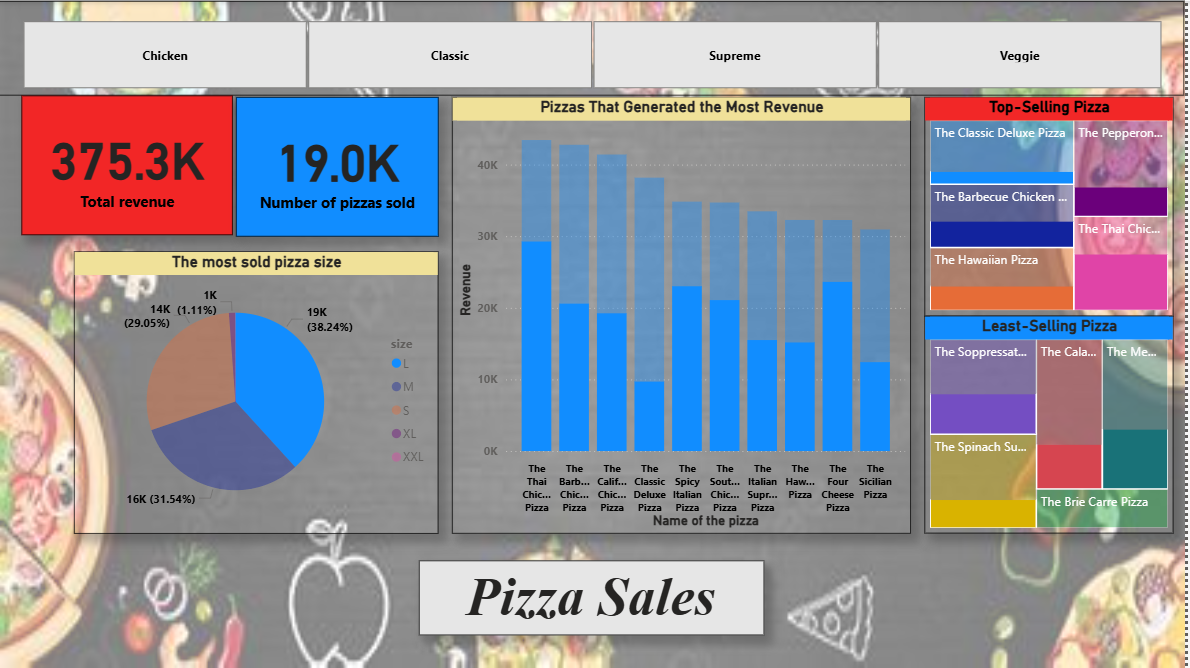 Chicken
Classic
Supreme
Veggie
375.3K
Total revenue
19.0K
Number of pizzas sold
The most sold pizza size
1K
(1.11%)
14K
(29.05%)
19K
(38.24%)
16K (31.54%)
size
L
M
S
XL
XXL
Pizzas That Generated the Most Revenue
Revenue
40K
30K
20K
10K
0K
The
Thai
Chic...
Pizza
The
Barb...
Chic...
Pizza
The
Calif...
Chic...
Pizza
The
Classic
Deluxe
Pizza
The
Spicy
Italian
Pizza
The
Sout...
Chic...
Pizza
The
Italian
Supr...
Pizza
The
Haw...
Pizza
The
Four
Cheese
Pizza
The
Sicilian
Pizza
Name of the pizza
Top-Selling Pizza
The Classic Deluxe Pizza
The Pepperon...
The Barbecue Chicken ...
The Thai Chic...
The Hawaiian Pizza
Least-Selling Pizza
The Soppressat...
The Cala...
The Me...
The Spinach Su...
The Brie Carre Pizza
Pizza Sales